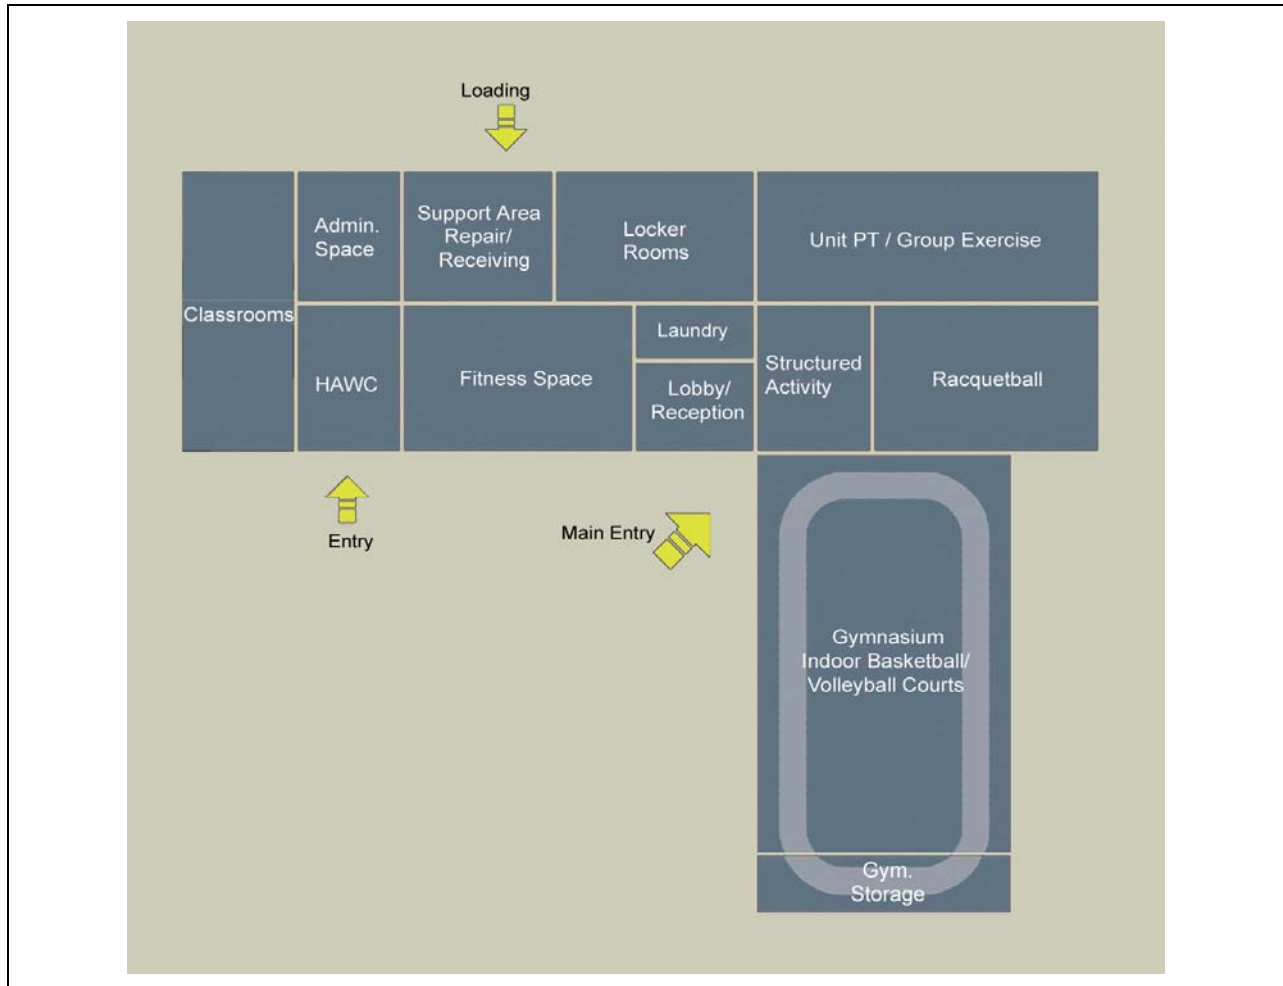 Loading
Admin.
Space
Support Area
Repair/
Receiving
Locker
Rooms
Unit PT / Group Exercise
Classrooms
HAWC
Fitness Space
Laundry
Lobby/
Reception
Structured
Activity
Racquetball
Entry
Main Entry
Gymnasium
Indoor Basketball/
Volleyball Courts
Gym.
Storage